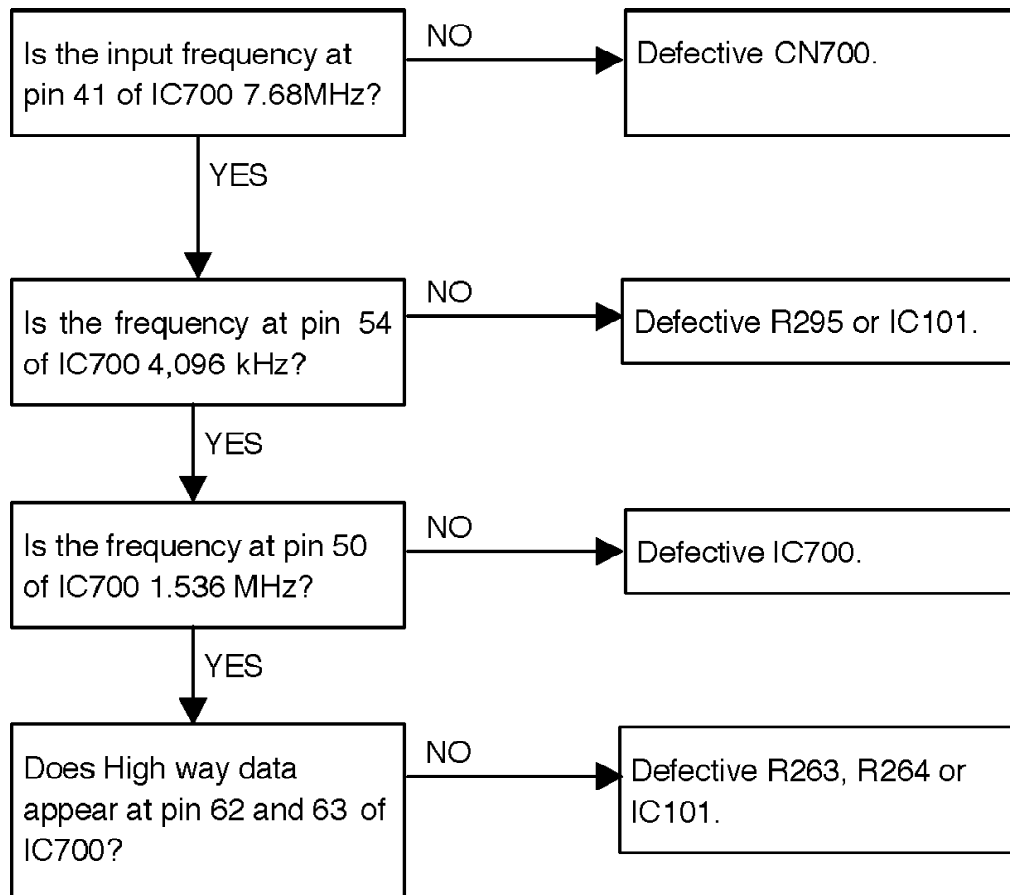 Is the input frequency at
pin 41 of IC700 7.68MHz?
NO
Defective CN700.
YES
Is the frequency at pin 54
of IC700 4,096 kHz?
NO
Defective R295 or IC101.
YES
Is the frequency at pin 50
of IC700 1.536 MHz?
NO
Defective IC700.
YES
Does High way data
appear at pin 62 and 63 of
IC700?
NO
Defective R263, R264 or
IC101.